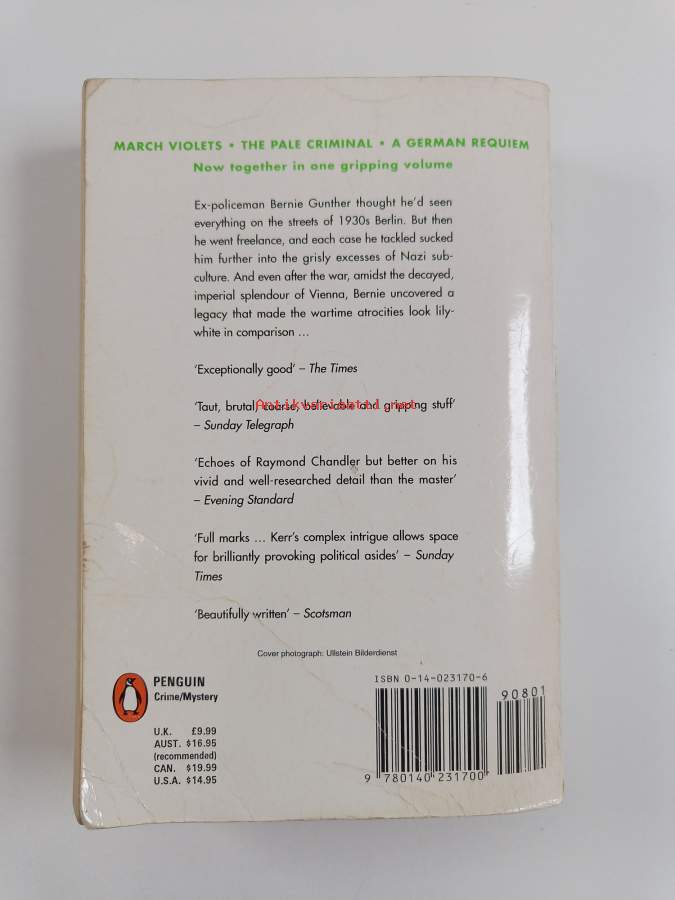 MARCH VIOLETS • THE PALE CRIMINAL • A GERMAN REQUIEM
Now together in one gripping volume
Ex-policeman Bernie Gunther thought he'd seen
everything on the streets of 1930s Berlin. But then
he went freelance, and each case he tackled sucked
him further into the grisly excesses of Nazi sub-
culture. And even after the war, amidst the decayed,
imperial splendour of Vienna, Bernie uncovered a
legacy that made the wartime atrocities look lily-
white in comparison …
'Exceptionally good' – The Times
'Taut, brutal, coarse, believable and gripping stuff'
Antikvariaatti.net
– Sunday Telegraph
'Echoes of Raymond Chandler but better on his
vivid and well-researched detail than the master'
– Evening Standard
'Full marks … Kerr's complex intrigue allows space
for brilliantly provoking political asides' – Sunday
Times
'Beautifully written' – Scotsman
Cover photograph: Ullstein Bilderdienst
PENGUIN
Crime/Mystery
U.K. £9.99
AUST. $16.95
(recommended)
CAN. $19.99
U.S.A. $14.95
ISBN 0-14-023170-6
90801
9 780140 231700